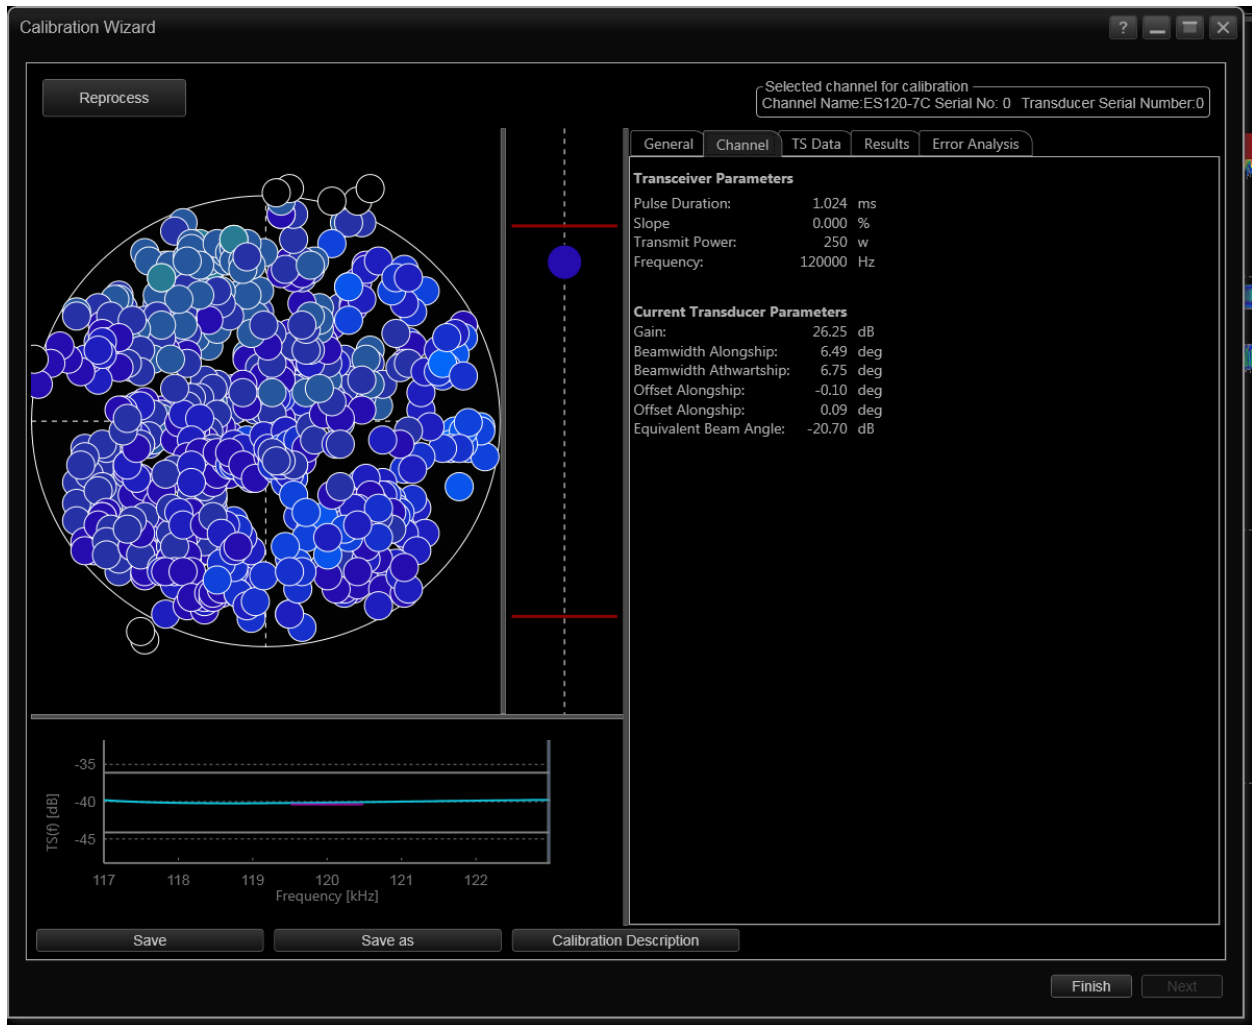 Calibration Wizard
?
Reprocess
Selected channel for calibration
Channel Name:ES120-7C Serial No: 0 Transducer Serial Number:0
General Channel TS Data Results Error Analysis
Transceiver Parameters
Pulse Duration: 1.024 ms
Slope 0.000 %
Transmit Power: 250 w
Frequency: 120000 Hz
Current Transducer Parameters
Gain: 26.25 dB
Beamwidth Alongship: 6.49 deg
Beamwidth Athwartship: 6.75 deg
Offset Alongship: -0.10 deg
Offset Alongship: 0.09 deg
Equivalent Beam Angle: -20.70 dB
TS(f) [dB]
-35
-40
-45
117 118 119 120 121 122
Frequency [kHz]
Save Save as Calibration Description
Finish Next